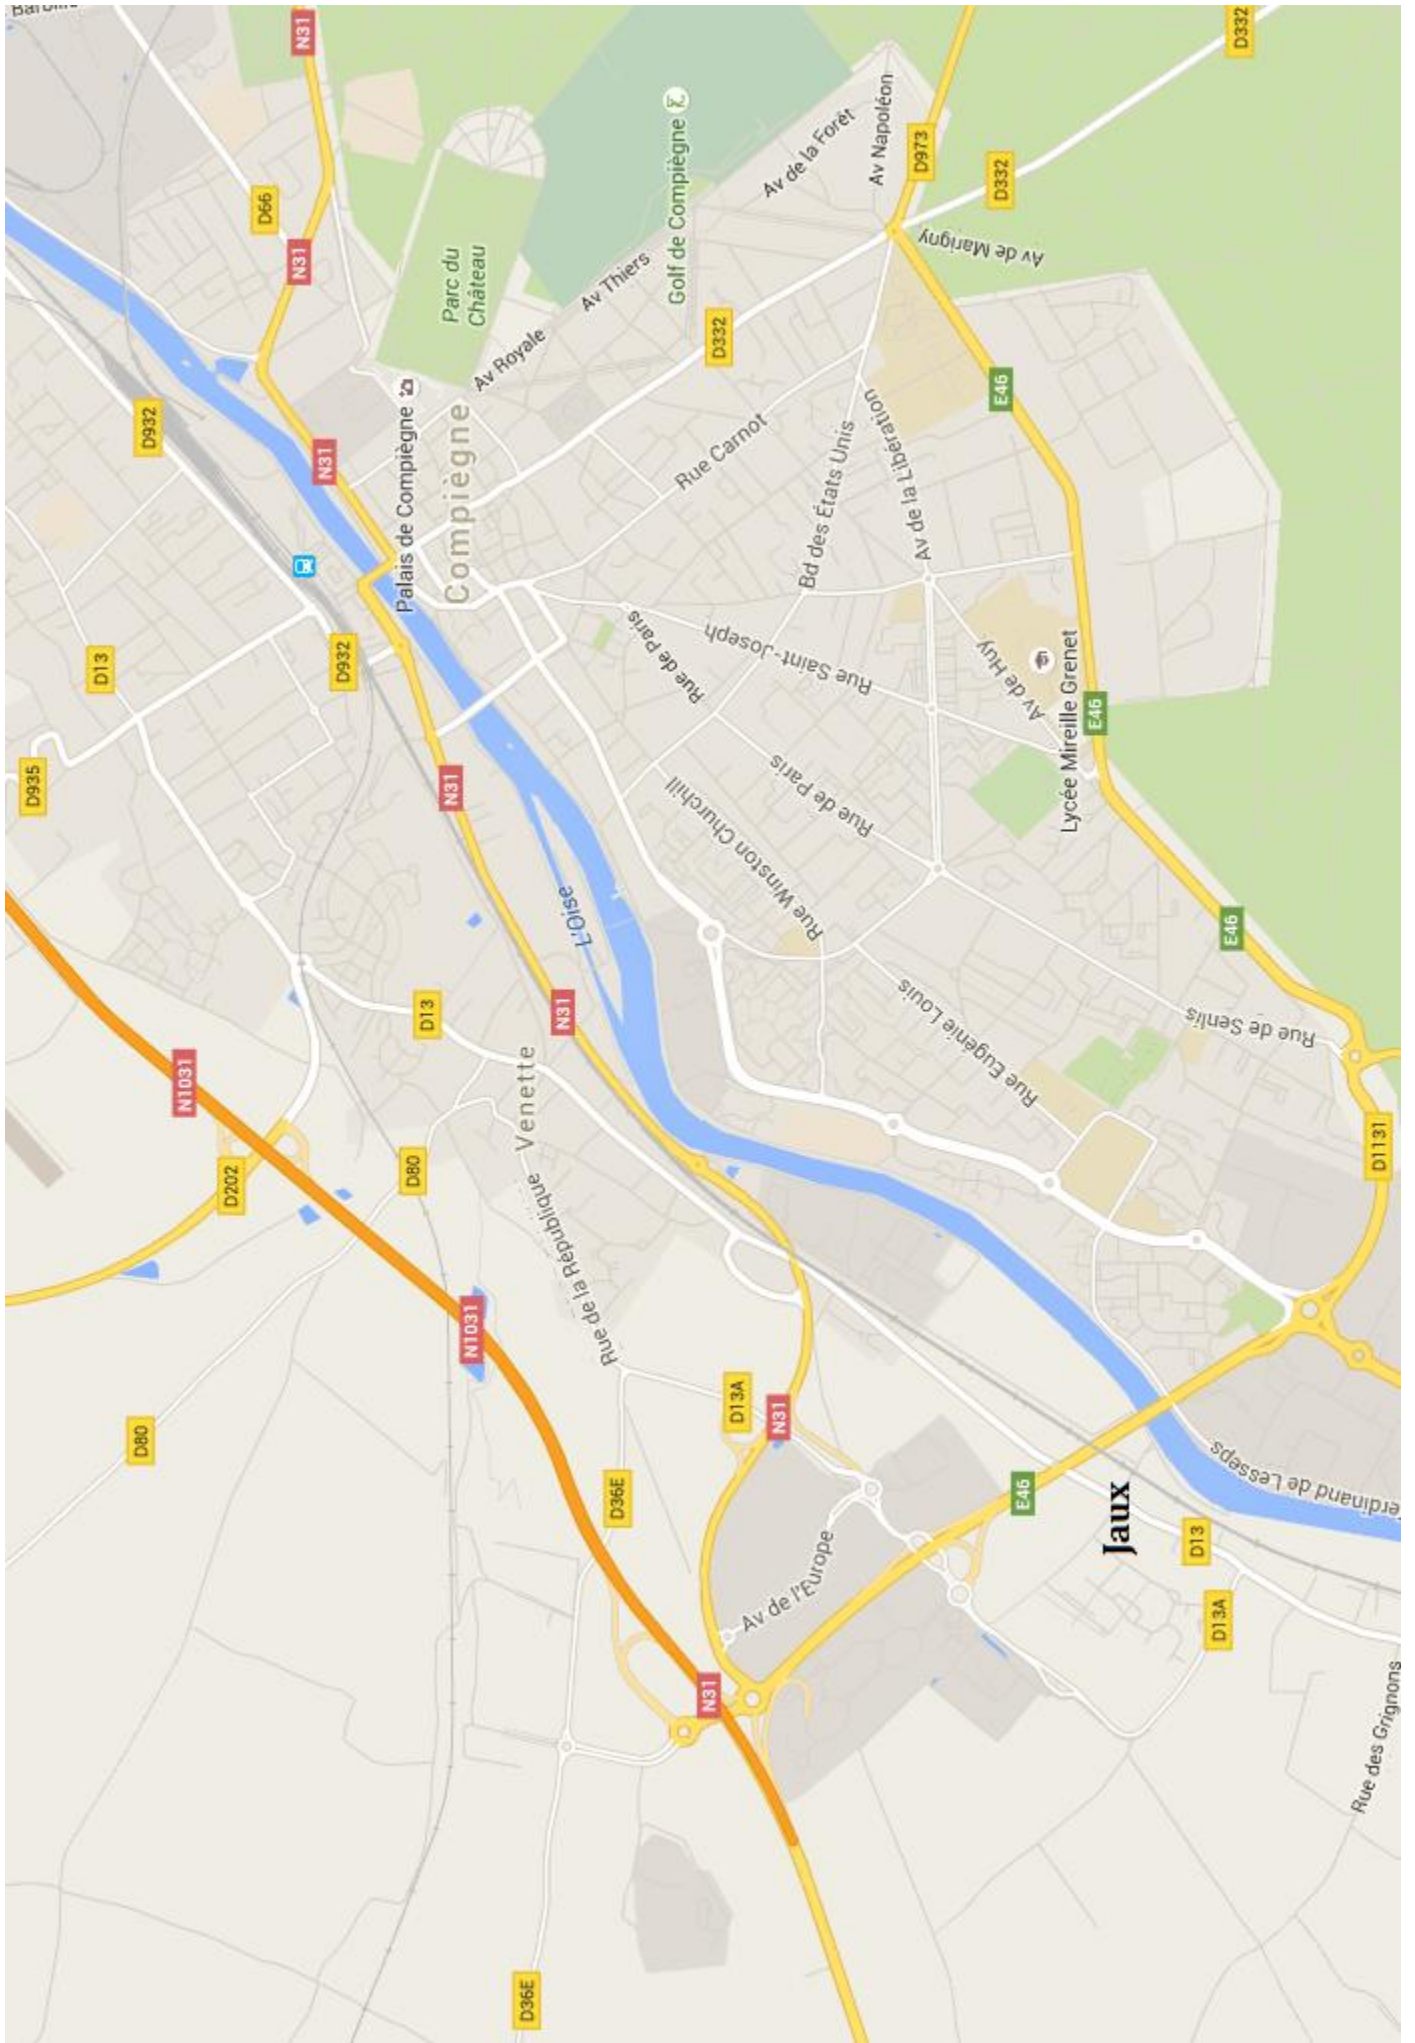 N31
D332
D66
D973
Av Napoléon
Av de la Forêt
Golf de Compiègne
D332
Av de Marigny
N31
Parc du
Château
Av Thiers
Av Royale
D332
D932
N31
Palais de Compiègne
Compiègne
Rue Carnot
Bd des États Unis
Av de la Libération
E46
D13
D932
Rue de Paris
Rue Saint-Joseph
Av de Huy
Lycée Mireille Grenet
E46
D935
N31
Rue de Paris
Rue Winston Churchill
L'Oise
E46
N1031
D13
N31
Rue Eugénie Louis
Rue de Senlis
Venette
D202
D80
D1131
Rue de la République
N1031
D80
D13A
N31
D36E
E46
Jaux
Ferdinand de Lesseps
D13
Av de l'Europe
D13A
N31
Rue des Grignons
D36E